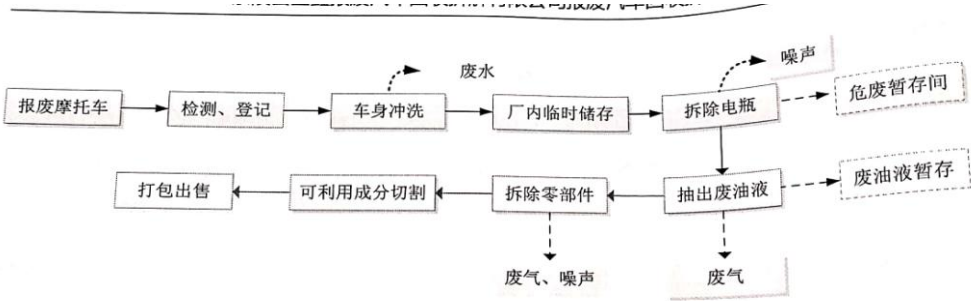 废水
噪声
报废摩托车
检测、登记
车身冲洗
厂内临时储存
拆除电瓶
危废暂存间
打包出售
可利用成分切割
拆除零部件
抽出废油液
废油液暂存
废气、噪声
废气